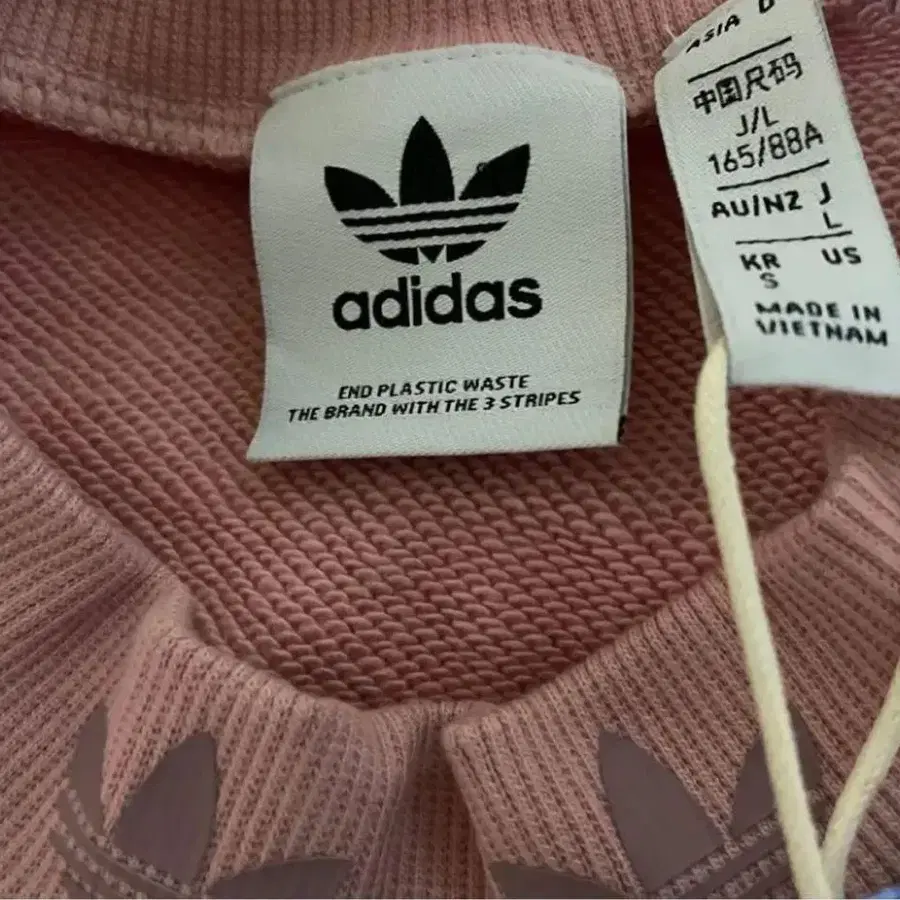 adidas
END PLASTIC WASTE
THE BRAND WITH THE 3 STRIPES
ASIA D
中国尺码
J/L
165/88A
AU/NZ J
L
KR US
S
MADE IN
VIETNAM